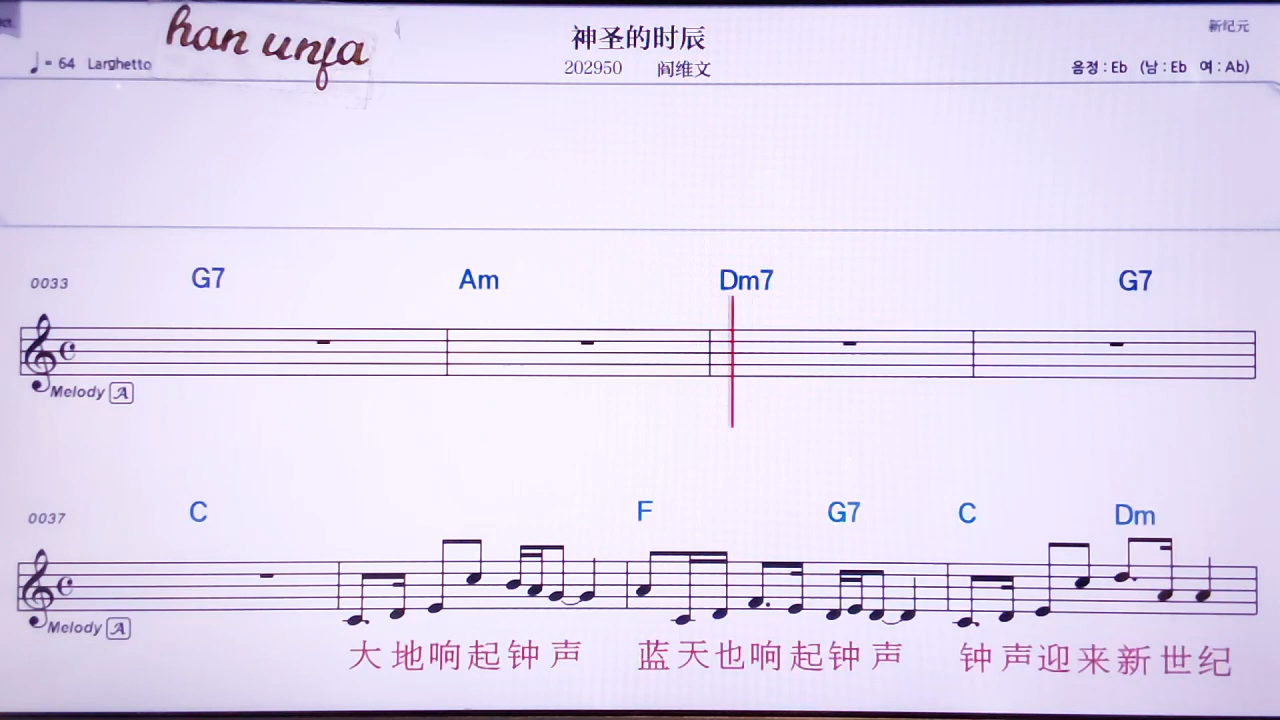 han unfa
神圣的时辰
新纪元
♩= 64 Larghetto
202950 阎维文
음정 : Eb (남 : Eb 여 : Ab)
0033 G7 Am Dm7 G7
Melody A
0037 C F G7 C Dm
Melody A
大地响起钟声 蓝天也响起钟声 钟声迎来新世纪